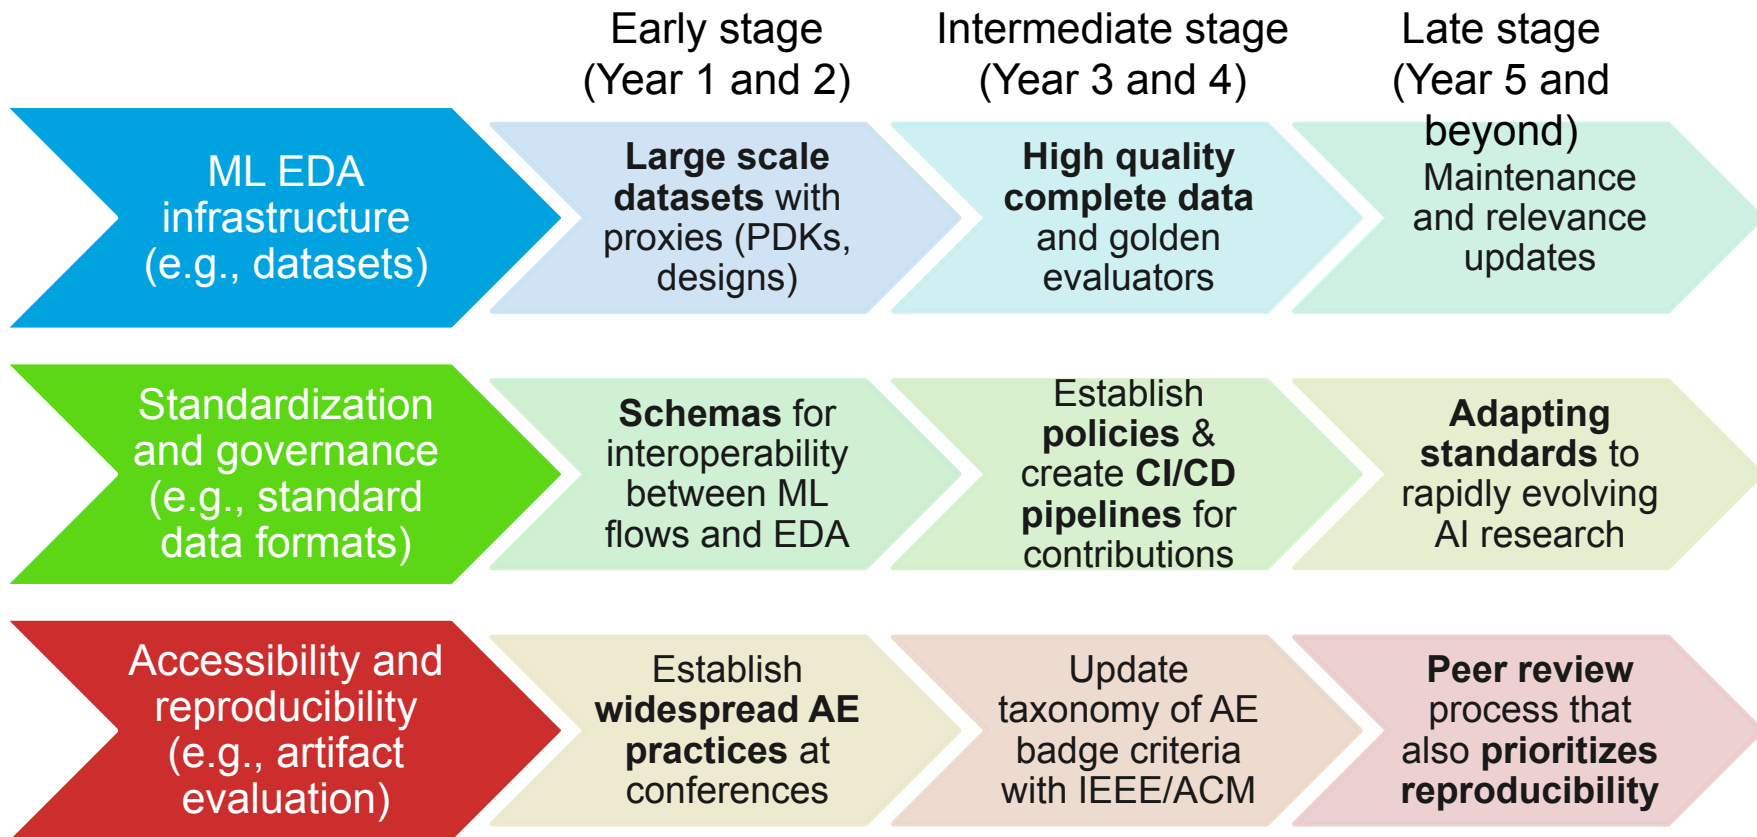 Early stage
(Year 1 and 2)
Intermediate stage
(Year 3 and 4)
Late stage
(Year 5 and
beyond)
ML EDA
infrastructure
(e.g., datasets)
Large scale
datasets with
proxies (PDKs,
designs)
High quality
complete data
and golden
evaluators
Maintenance
and relevance
updates
Standardization
and governance
(e.g., standard
data formats)
Schemas for
interoperability
between ML
flows and EDA
Establish
policies &
create CI/CD
pipelines for
contributions
Adapting
standards to
rapidly evolving
AI research
Accessibility and
reproducibility
(e.g., artifact
evaluation)
Establish
widespread AE
practices at
conferences
Update
taxonomy of AE
badge criteria
with IEEE/ACM
Peer review
process that
also prioritizes
reproducibility